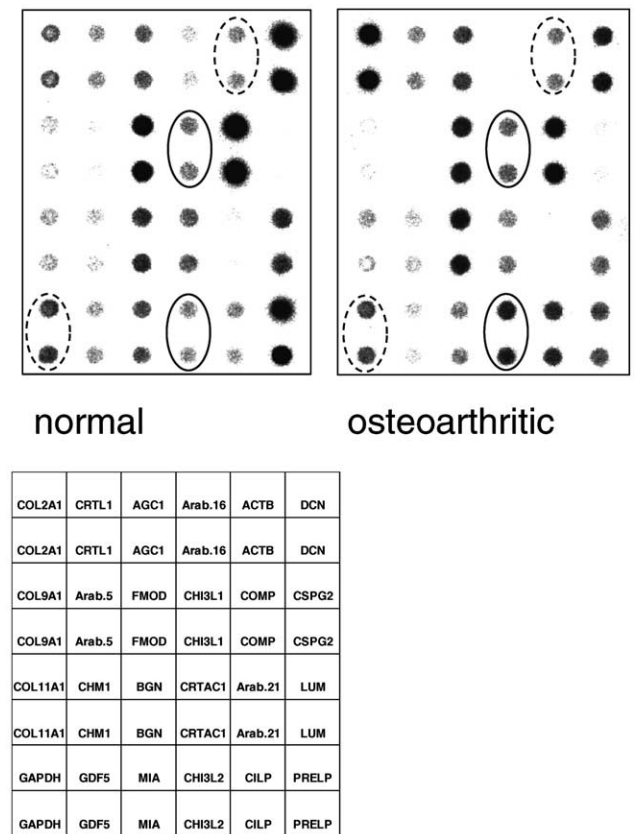 normal osteoarthritic
COL2A1 CRTL1 AGC1 Arab.16 ACTB DCN
COL2A1 CRTL1 AGC1 Arab.16 ACTB DCN
COL9A1 Arab.5 FMOD CHI3L1 COMP CSPG2
COL9A1 Arab.5 FMOD CHI3L1 COMP CSPG2
COL11A1 CHM1 BGN CRTAC1 Arab.21 LUM
COL11A1 CHM1 BGN CRTAC1 Arab.21 LUM
GAPDH GDF5 MIA CHI3L2 CILP PRELP
GAPDH GDF5 MIA CHI3L2 CILP PRELP